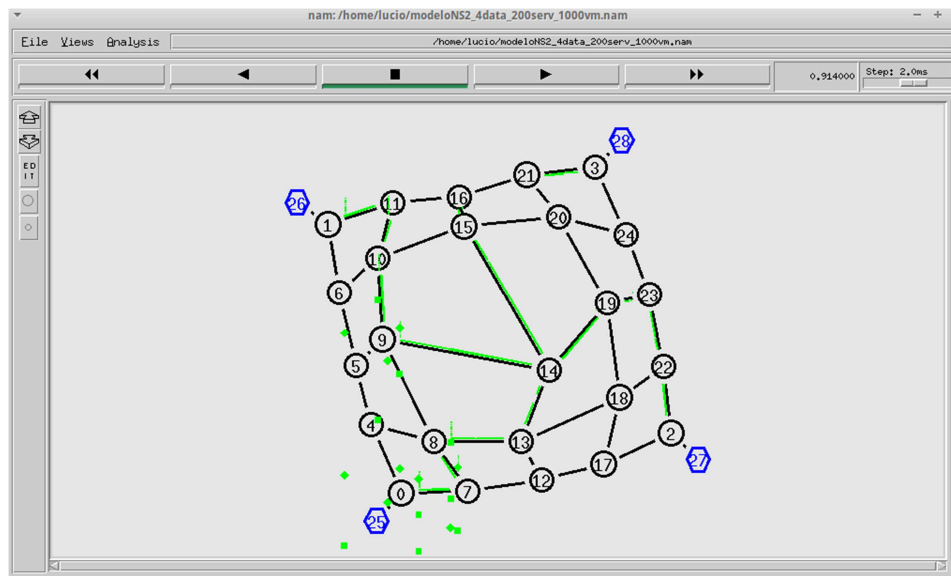 nam: /home/lucio/modeloNS2_4data_200serv_1000vm.nam
File Views Analysis /home/lucio/modeloNS2_4data_200serv_1000vm.nam
0.914000 Step: 2.0ms
ED
IT
28
21 3
26 11 16
1 15 20
24
10
6 19 23
9
5 14 22
18
4 8 13 2
17 27
0 7 12
25